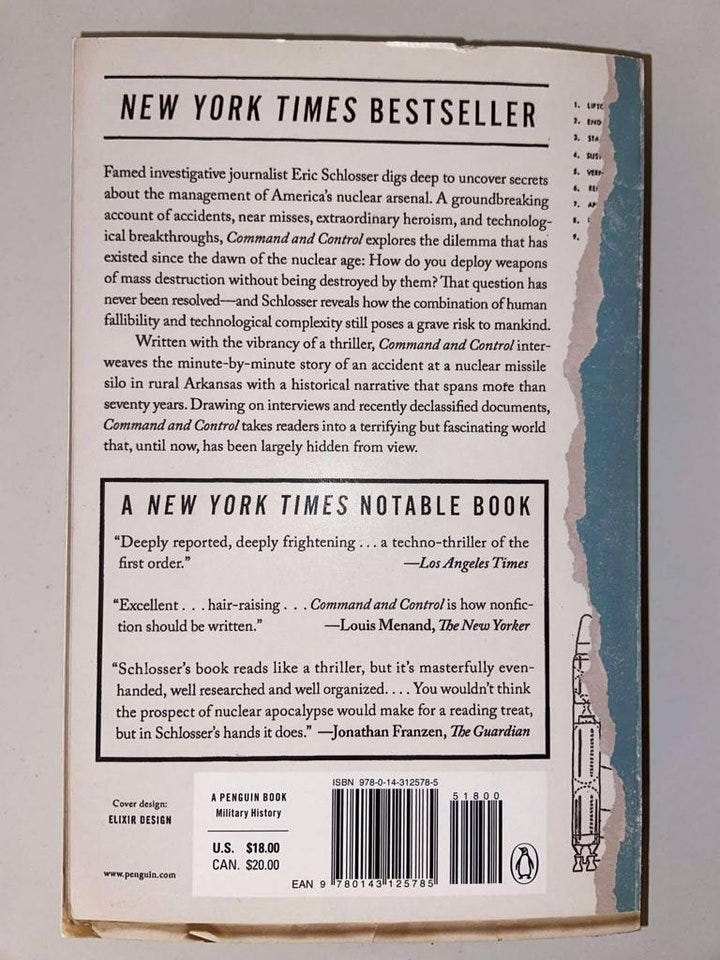 NEW YORK TIMES BESTSELLER
Famed investigative journalist Eric Schlosser digs deep to uncover secrets
about the management of America's nuclear arsenal. A groundbreaking
account of accidents, near misses, extraordinary heroism, and technolog-
ical breakthroughs, Command and Control explores the dilemma that has
existed since the dawn of the nuclear age: How do you deploy weapons
of mass destruction without being destroyed by them? That question has
never been resolved—and Schlosser reveals how the combination of human
fallibility and technological complexity still poses a grave risk to mankind.
Written with the vibrancy of a thriller, Command and Control inter-
weaves the minute-by-minute story of an accident at a nuclear missile
silo in rural Arkansas with a historical narrative that spans more than
seventy years. Drawing on interviews and recently declassified documents,
Command and Control takes readers into a terrifying but fascinating world
that, until now, has been largely hidden from view.
A NEW YORK TIMES NOTABLE BOOK
"Deeply reported, deeply frightening . . . a techno-thriller of the
first order." —Los Angeles Times
"Excellent . . . hair-raising . . . Command and Control is how nonfic-
tion should be written." —Louis Menand, The New Yorker
"Schlosser's book reads like a thriller, but it's masterfully even-
handed, well researched and well organized. . . . You wouldn't think
the prospect of nuclear apocalypse would make for a reading treat,
but in Schlosser's hands it does." —Jonathan Franzen, The Guardian
Cover design:
ELIXIR DESIGN
www.penguin.com
A PENGUIN BOOK
Military History
U.S. $18.00
CAN. $20.00
ISBN 978-0-14-312578-5
51800
EAN 9 780143 125785
1.
2.
3.
4.
5.
6.
7.
8.
9.